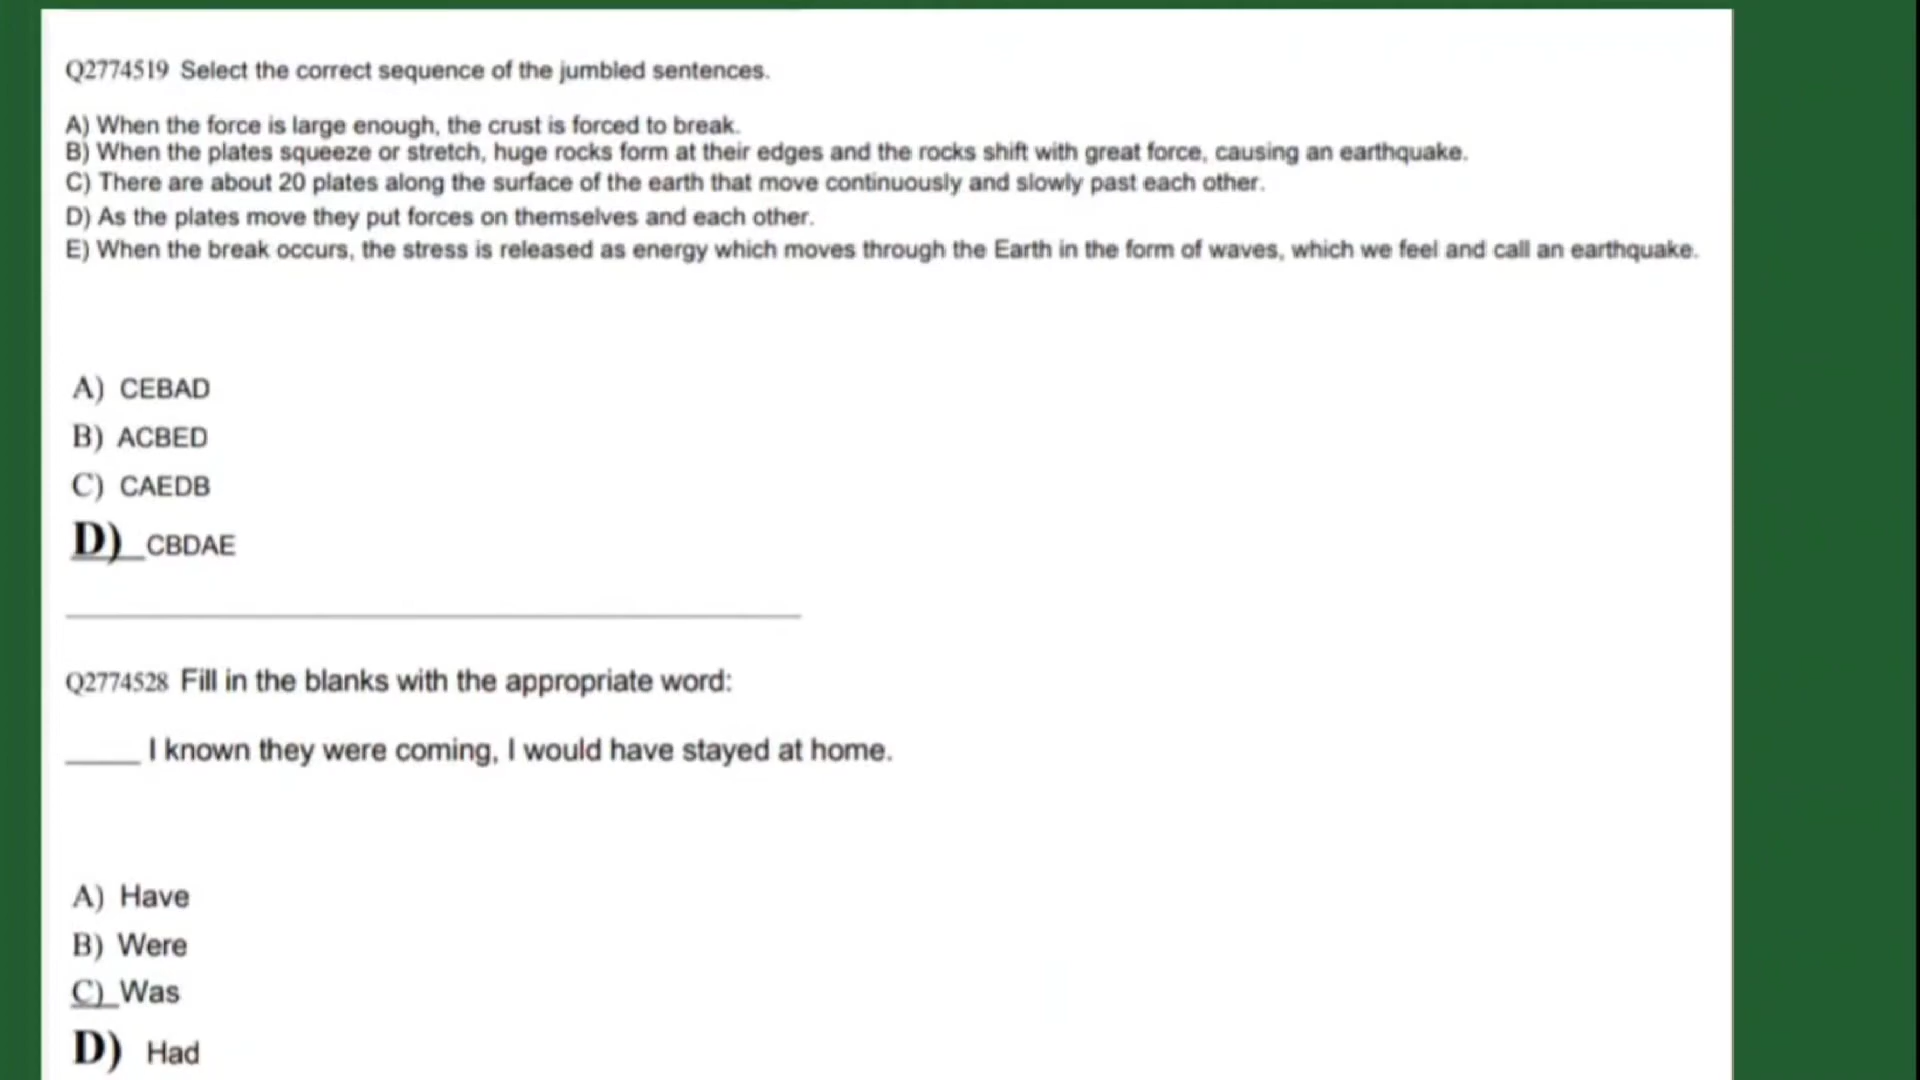 Q2774519 Select the correct sequence of the jumbled sentences.
A) When the force is large enough, the crust is forced to break.
B) When the plates squeeze or stretch, huge rocks form at their edges and the rocks shift with great force, causing an earthquake.
C) There are about 20 plates along the surface of the earth that move continuously and slowly past each other.
D) As the plates move they put forces on themselves and each other.
E) When the break occurs, the stress is released as energy which moves through the Earth in the form of waves, which we feel and call an earthquake.
A) CEBAD
B) ACBED
C) CAEDB
D) CBDAE
Q2774528 Fill in the blanks with the appropriate word:
_____ I known they were coming, I would have stayed at home.
A) Have
B) Were
C) Was
D) Had